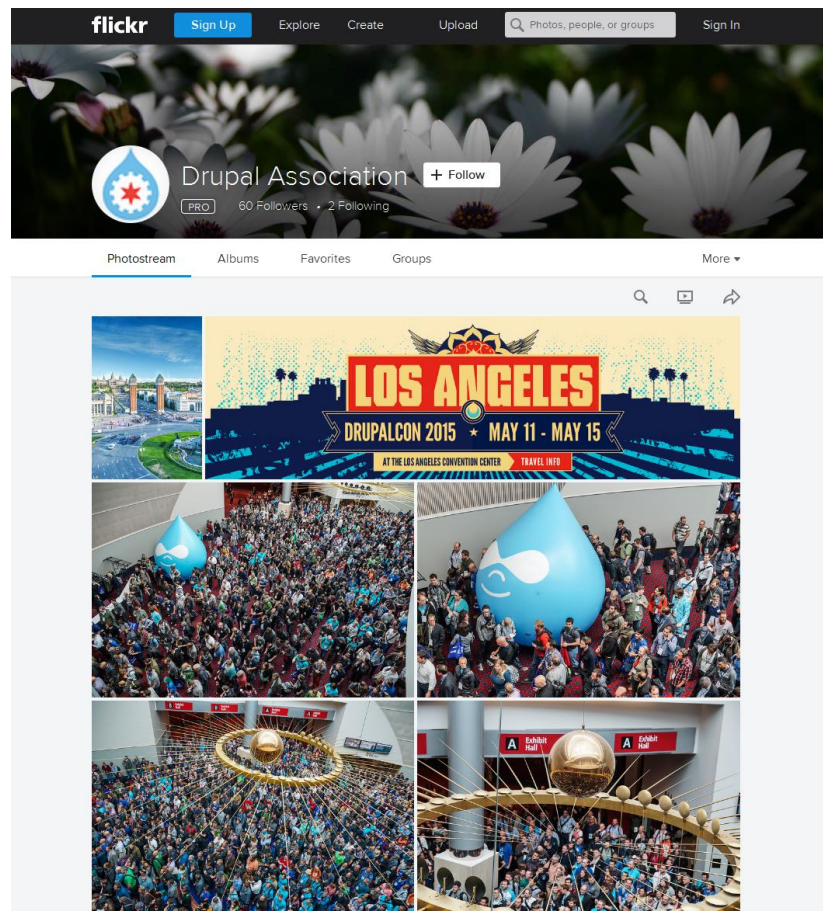 flickr Sign Up Explore Create Upload Photos, people, or groups Sign In
Drupal Association + Follow
PRO 60 Followers • 2 Following
Photostream Albums Favorites Groups More
LOS ANGELES
DRUPALCON 2015 ★ MAY 11 - MAY 15
AT THE LOS ANGELES CONVENTION CENTER TRAVEL INFO
A Exhibit Hall A Exhibit Hall